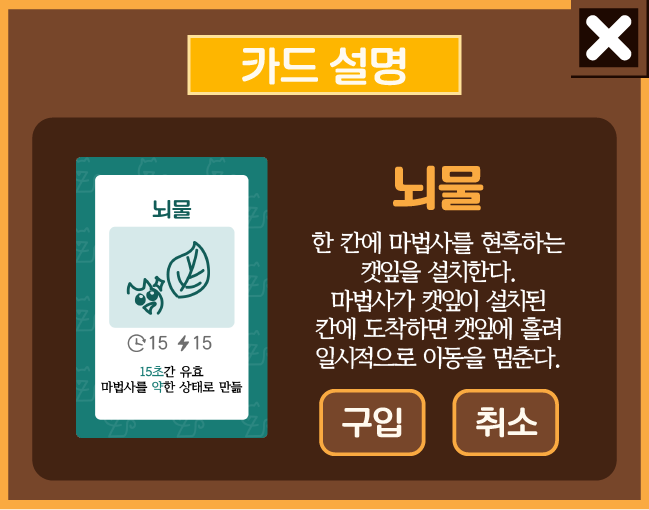 카드 설명
뇌물
15 15
15초간 유효
마법사를 약한 상태로 만듦
뇌물
한 칸에 마법사를 현혹하는
캣잎을 설치한다.
마법사가 캣잎이 설치된
칸에 도착하면 캣잎에 홀려
일시적으로 이동을 멈춘다.
구입
취소